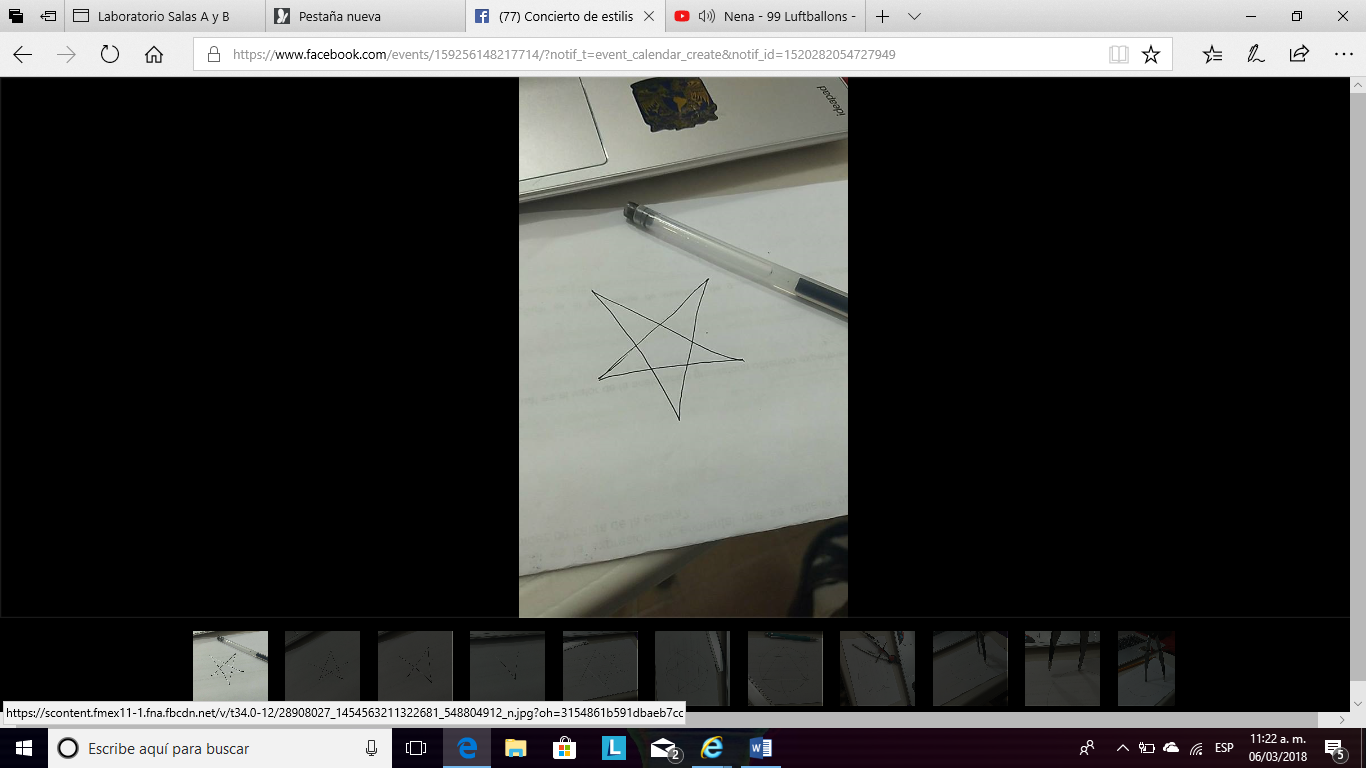 Laboratorio Salas A y B
Pestaña nueva
(77) Concierto de estilis
Nena - 99 Luftballons -
https://www.facebook.com/events/159256148217714/?notif_t=event_calendar_create&notif_id=1520282054727949
ideapad
https://scontent.fmex11-1.fna.fbcdn.net/v/t34.0-12/28908027_1454563211322681_548804912_n.jpg?oh=3154861b591dbaeb7cc
Escribe aquí para buscar
L
2
ESP
11:22 a. m.
06/03/2018
5